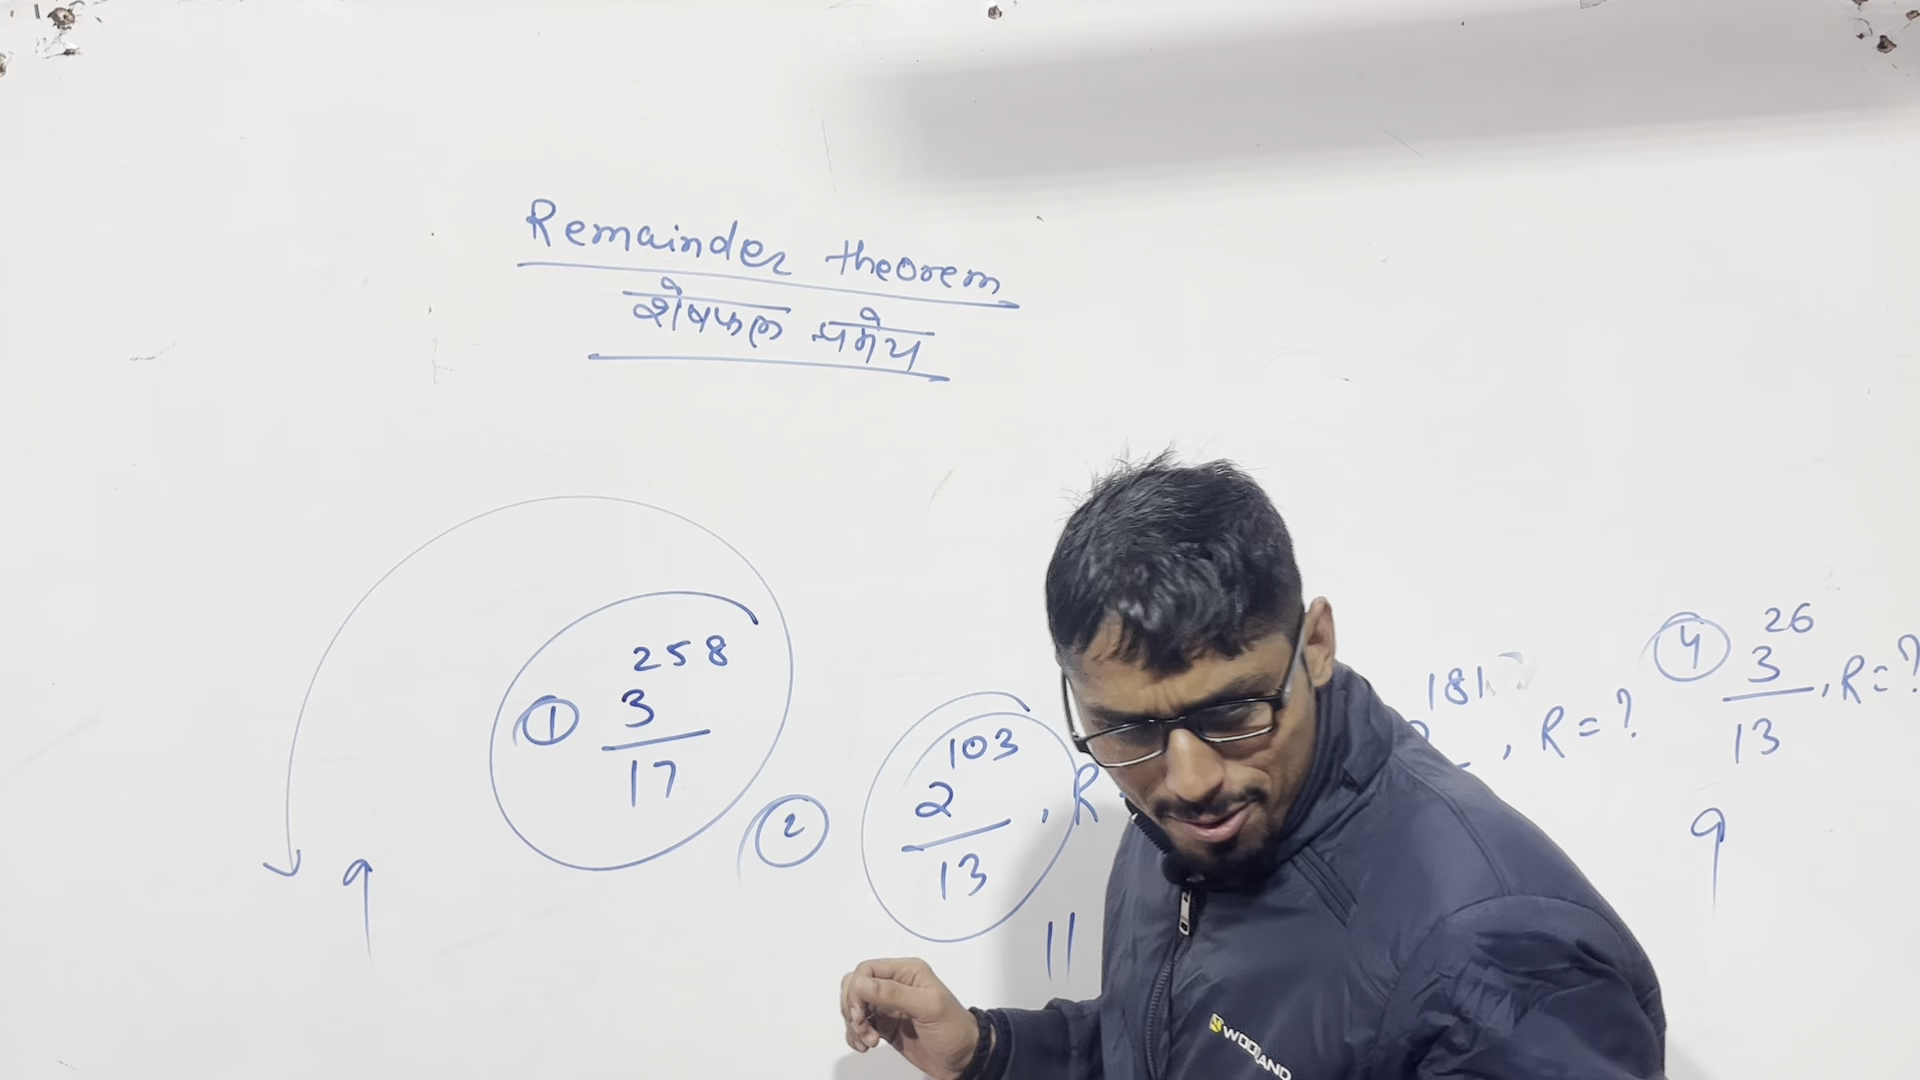 Remainder theorem
शेषफल प्रमेय
① 3^258 / 17
9
② 2^103 / 13 , R
11
181 , R = ?
④ 3^26 / 13 , R = ?
9
WOODLAND